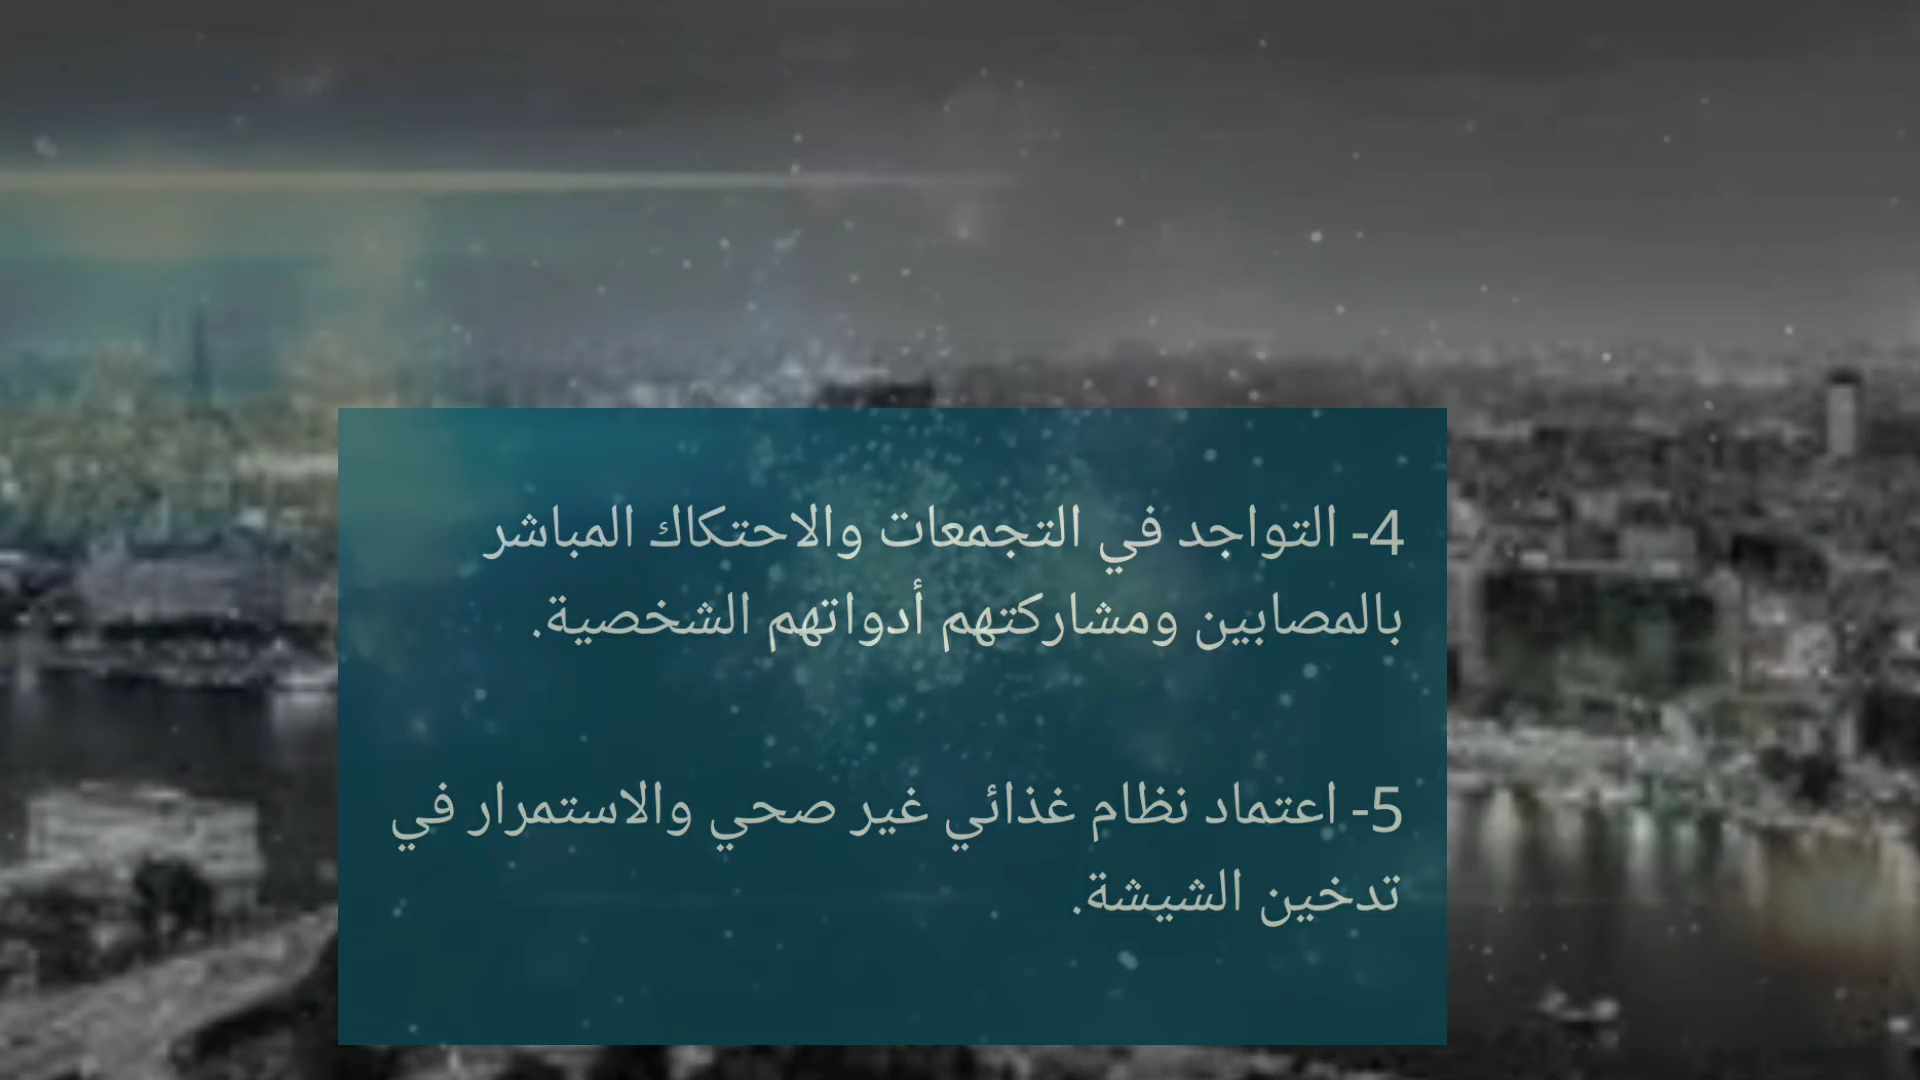 4- التواجد في التجمعات والاحتكاك المباشر
بالمصابين ومشاركتهم أدواتهم الشخصية.
5- اعتماد نظام غذائي غير صحي والاستمرار في
تدخين الشيشة.